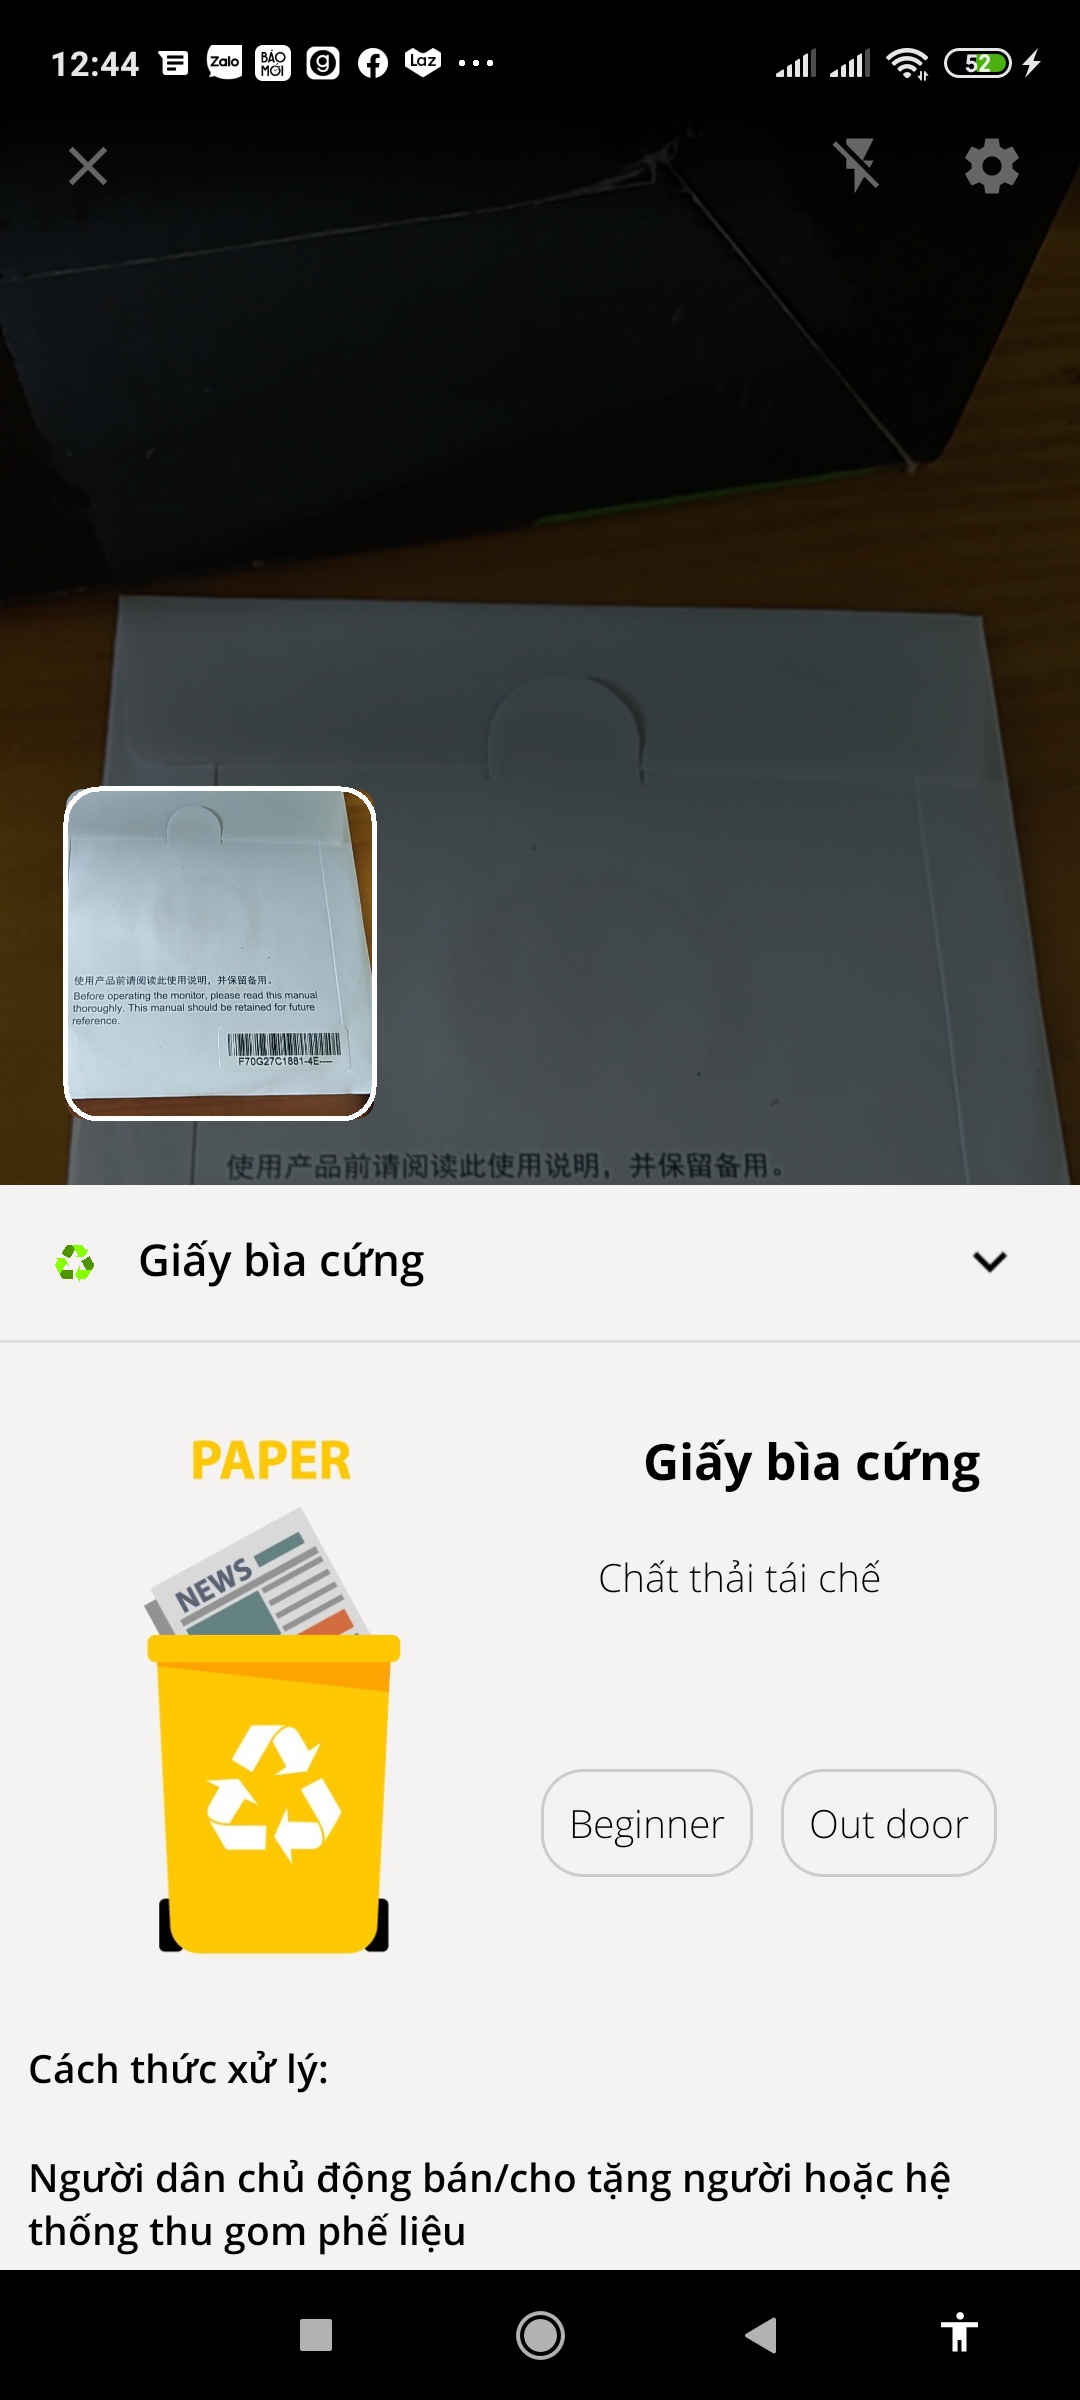 12:44
Zalo
BÁO
MỚI
Laz
52
使用产品前请阅读此使用说明，并保留备用。
Before operating the monitor, please read this manual
thoroughly. This manual should be retained for future
reference.
F70G27C1881-4E----
使用产品前请阅读此使用说明，并保留备用。
Giấy bìa cứng
PAPER
NEWS
Giấy bìa cứng
Chất thải tái chế
Beginner
Out door
Cách thức xử lý:
Người dân chủ động bán/cho tặng người hoặc hệ
thống thu gom phế liệu